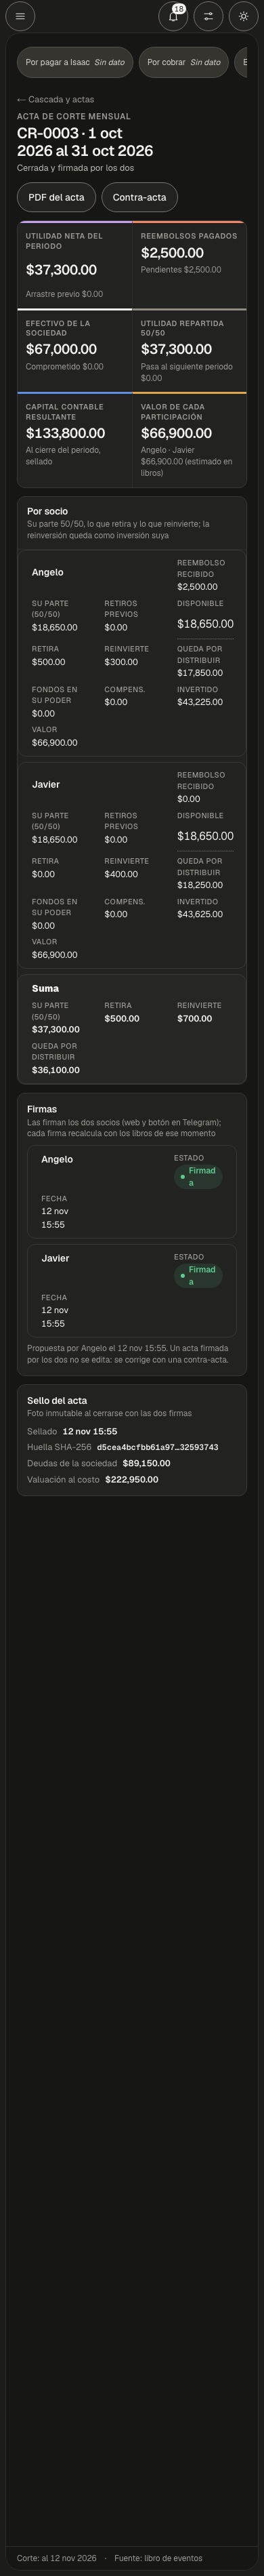 18
Por pagar a Isaac Sin dato
Por cobrar Sin dato
← Cascada y actas
ACTA DE CORTE MENSUAL
CR-0003 · 1 oct
2026 al 31 oct 2026
Cerrada y firmada por los dos
PDF del acta
Contra-acta
UTILIDAD NETA DEL
PERIODO
$37,300.00
Arrastre previo $0.00
REEMBOLSOS PAGADOS
$2,500.00
Pendientes $2,500.00
EFECTIVO DE LA
SOCIEDAD
$67,000.00
Comprometido $0.00
UTILIDAD REPARTIDA
50/50
$37,300.00
Pasa al siguiente periodo
$0.00
CAPITAL CONTABLE
RESULTANTE
$133,800.00
Al cierre del periodo,
sellado
VALOR DE CADA
PARTICIPACIÓN
$66,900.00
Angelo · Javier
$66,900.00 (estimado en
libros)
Por socio
Su parte 50/50, lo que retira y lo que reinvierte; la
reinversión queda como inversión suya
Angelo
REEMBOLSO
RECIBIDO
$2,500.00
SU PARTE
(50/50)
$18,650.00
RETIROS
PREVIOS
$0.00
DISPONIBLE
$18,650.00
RETIRA
$500.00
REINVIERTE
$300.00
QUEDA POR
DISTRIBUIR
$17,850.00
FONDOS EN
SU PODER
$0.00
COMPENS.
$0.00
INVERTIDO
$43,225.00
VALOR
$66,900.00
Javier
REEMBOLSO
RECIBIDO
$0.00
SU PARTE
(50/50)
$18,650.00
RETIROS
PREVIOS
$0.00
DISPONIBLE
$18,650.00
RETIRA
$0.00
REINVIERTE
$400.00
QUEDA POR
DISTRIBUIR
$18,250.00
FONDOS EN
SU PODER
$0.00
COMPENS.
$0.00
INVERTIDO
$43,625.00
VALOR
$66,900.00
Suma
SU PARTE
(50/50)
$37,300.00
RETIRA
$500.00
REINVIERTE
$700.00
QUEDA POR
DISTRIBUIR
$36,100.00
Firmas
Las firman los dos socios (web y botón en Telegram);
cada firma recalcula con los libros de ese momento
Angelo
ESTADO
Firmad
a
FECHA
12 nov
15:55
Javier
ESTADO
Firmad
a
FECHA
12 nov
15:55
Propuesta por Angelo el 12 nov 15:55. Un acta firmada
por los dos no se edita: se corrige con una contra-acta.
Sello del acta
Foto inmutable al cerrarse con las dos firmas
Sellado 12 nov 15:55
Huella SHA-256 d5cea4bcfbb61a97…32593743
Deudas de la sociedad $89,150.00
Valuación al costo $222,950.00
Corte: al 12 nov 2026 · Fuente: libro de eventos